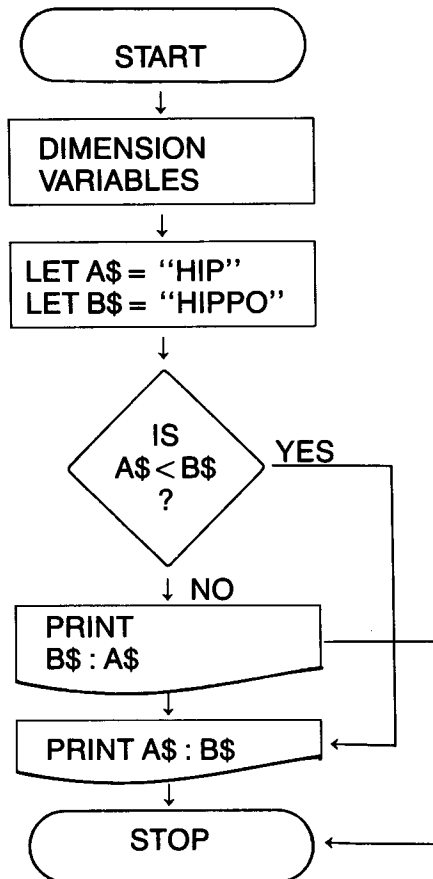 START
DIMENSION
VARIABLES
LET A$ = “HIP”
LET B$ = “HIPPO”
IS
A$ < B$
?
YES
NO
PRINT
B$ : A$
PRINT A$ : B$
STOP